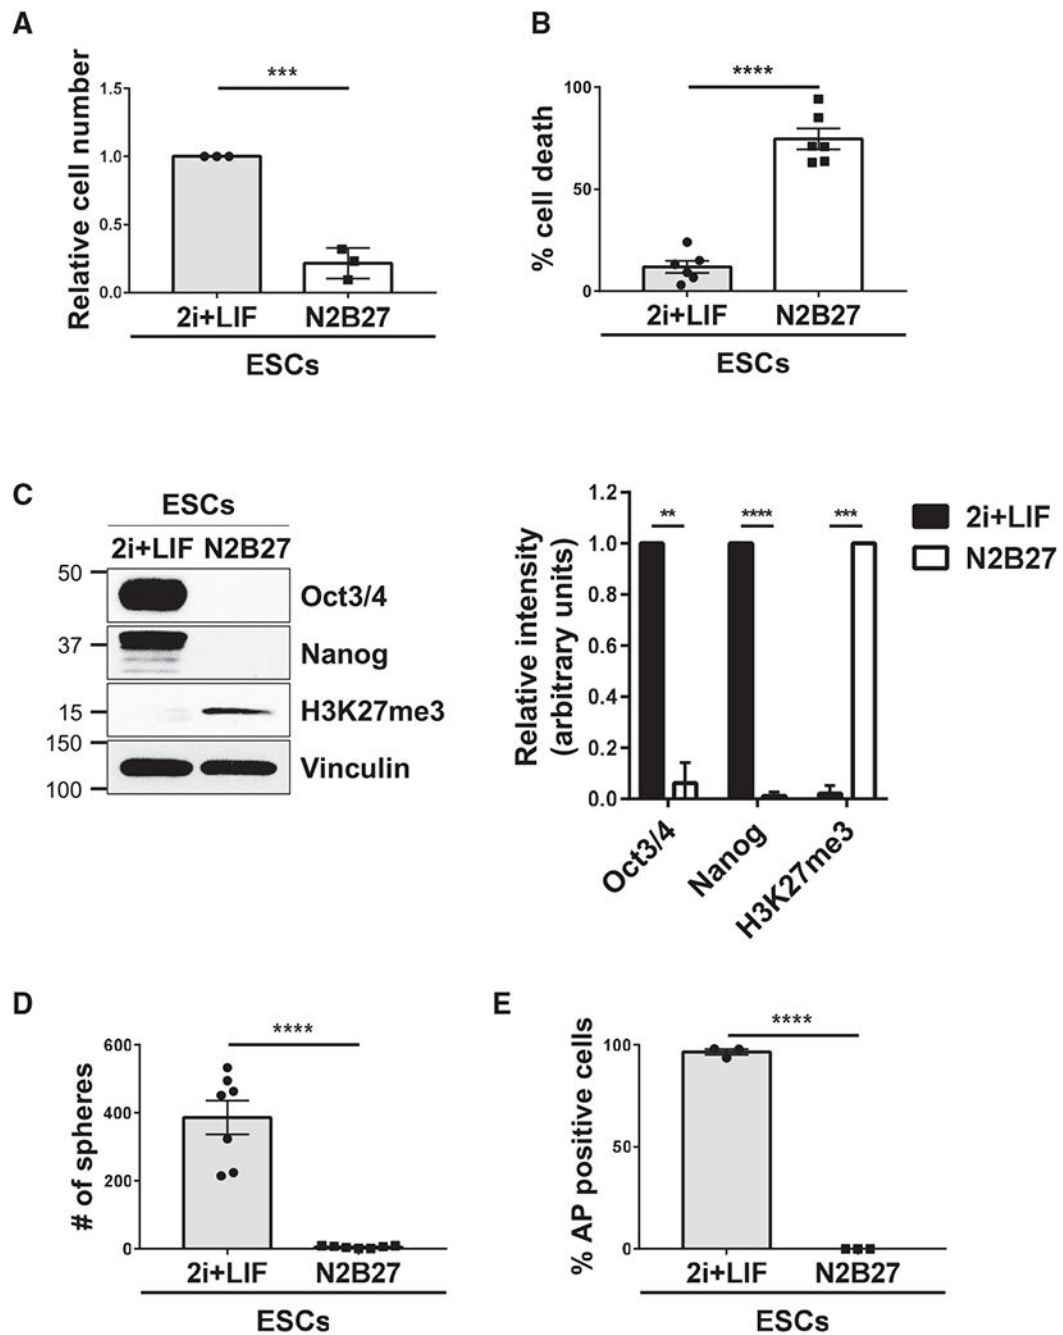 A
Relative cell number
***
1.5
1.0
0.5
0.0
2i+LIF N2B27
ESCs
B
% cell death
****
100
50
0
2i+LIF N2B27
ESCs
C
ESCs
2i+LIF N2B27
50
Oct3/4
37
Nanog
15
H3K27me3
150
Vinculin
100
Relative intensity
(arbitrary units)
1.2
1.0
0.8
0.6
0.4
0.2
0.0
** **** ***
Oct3/4
Nanog
H3K27me3
2i+LIF
N2B27
D
# of spheres
****
600
400
200
0
2i+LIF N2B27
ESCs
E
% AP positive cells
****
100
50
0
2i+LIF N2B27
ESCs